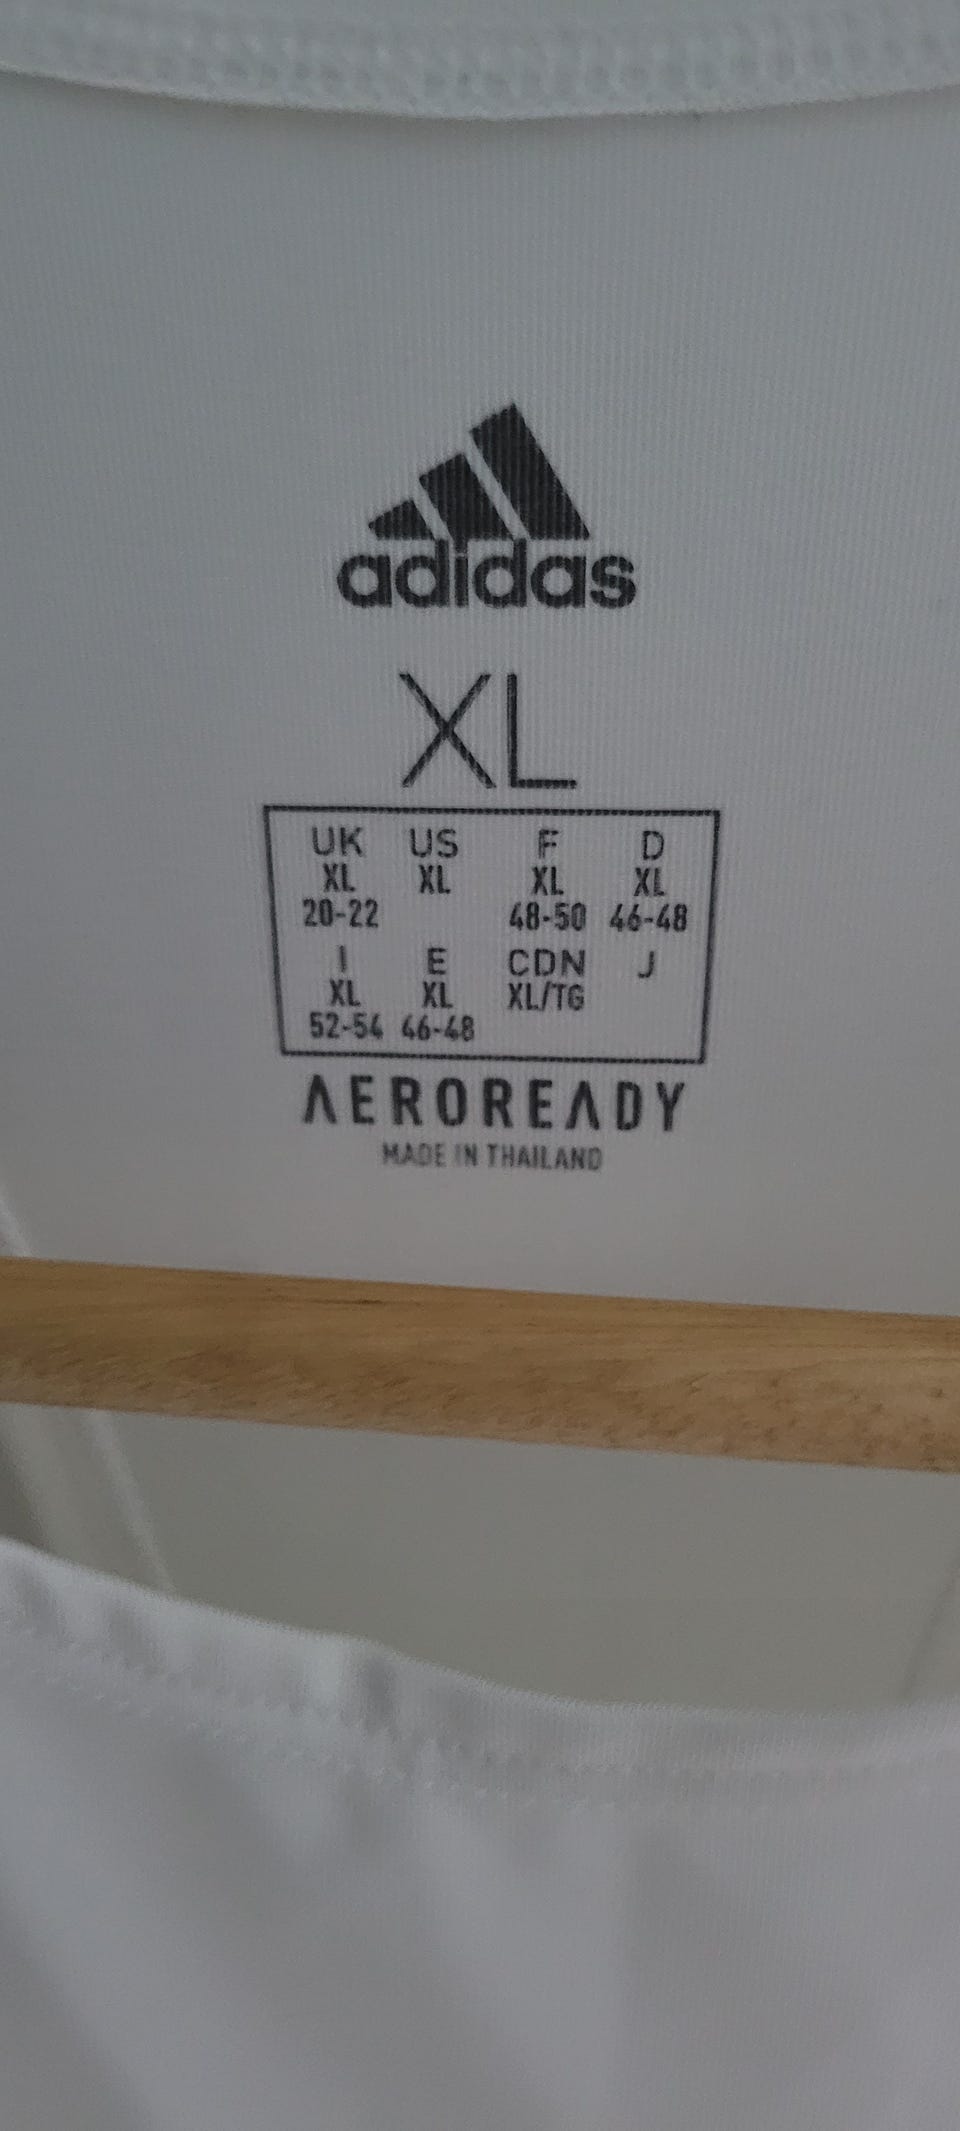 adidas
XL
UK US F D
XL XL XL XL
20-22 48-50 46-48
I E CDN J
XL XL XL/TG
52-54 46-48
AEROREADY
MADE IN THAILAND